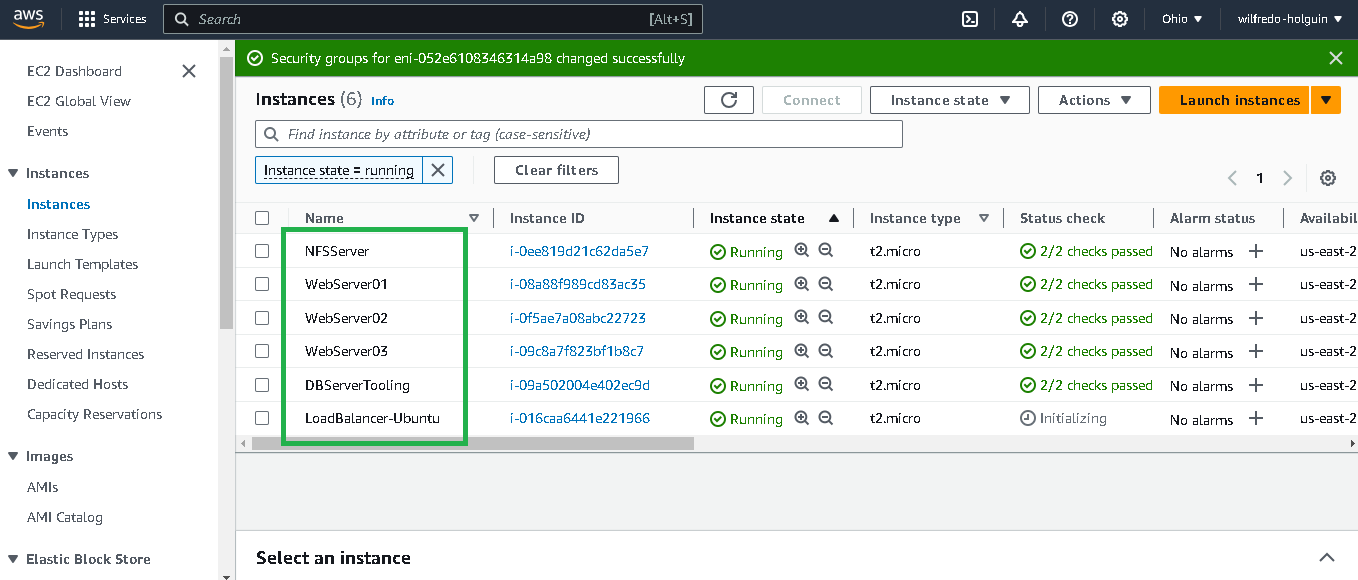 aws Services Search [Alt+S] Ohio wilfredo-holguin
EC2 Dashboard
EC2 Global View
Events
Instances
Instances
Instance Types
Launch Templates
Spot Requests
Savings Plans
Reserved Instances
Dedicated Hosts
Capacity Reservations
Images
AMIs
AMI Catalog
Elastic Block Store
Security groups for eni-052e6108346314a98 changed successfully
Instances (6) Info Connect Instance state Actions Launch instances
Find instance by attribute or tag (case-sensitive)
Instance state = running Clear filters
1
Name Instance ID Instance state Instance type Status check Alarm status Availabil
NFSServer i-0ee819d21c62da5e7 Running t2.micro 2/2 checks passed No alarms us-east-2
WebServer01 i-08a88f989cd83ac35 Running t2.micro 2/2 checks passed No alarms us-east-2
WebServer02 i-0f5ae7a08abc22723 Running t2.micro 2/2 checks passed No alarms us-east-2
WebServer03 i-09c8a7f823bf1b8c7 Running t2.micro 2/2 checks passed No alarms us-east-2
DBServerTooling i-09a502004e402ec9d Running t2.micro 2/2 checks passed No alarms us-east-2
LoadBalancer-Ubuntu i-016caa6441e221966 Running t2.micro Initializing No alarms us-east-2
Select an instance